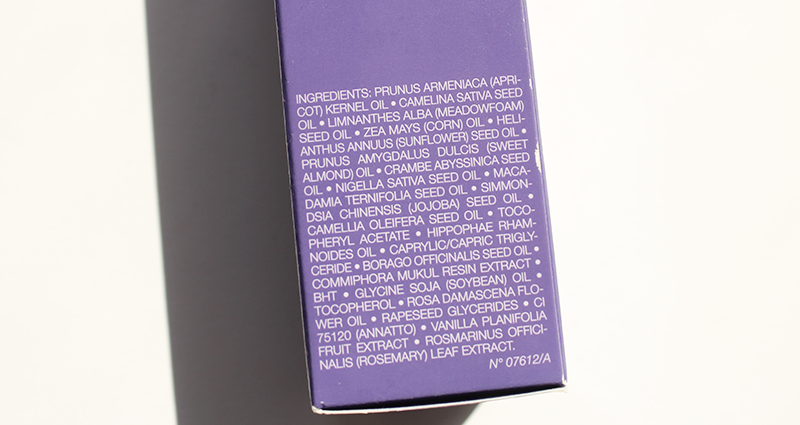 INGREDIENTS: PRUNUS ARMENIACA (APRI-
COT) KERNEL OIL • CAMELINA SATIVA SEED
OIL • LIMNANTHES ALBA (MEADOWFOAM)
SEED OIL • ZEA MAYS (CORN) OIL • HELI-
ANTHUS ANNUUS (SUNFLOWER) SEED OIL •
PRUNUS AMYGDALUS DULCIS (SWEET
ALMOND) OIL • CRAMBE ABYSSINICA SEED
OIL • NIGELLA SATIVA SEED OIL • MACA-
DAMIA TERNIFOLIA SEED OIL • SIMMON-
DSIA CHINENSIS (JOJOBA) SEED OIL •
CAMELLIA OLEIFERA SEED OIL • TOCO-
PHERYL ACETATE • HIPPOPHAE RHAM-
NOIDES OIL • CAPRYLIC/CAPRIC TRIGLY-
CERIDE • BORAGO OFFICINALIS SEED OIL •
COMMIPHORA MUKUL RESIN EXTRACT •
BHT • GLYCINE SOJA (SOYBEAN) OIL •
TOCOPHEROL • ROSA DAMASCENA FLO-
WER OIL • RAPESEED GLYCERIDES • CI
75120 (ANNATTO) • VANILLA PLANIFOLIA
FRUIT EXTRACT • ROSMARINUS OFFICI-
NALIS (ROSEMARY) LEAF EXTRACT.
N° 07612/A